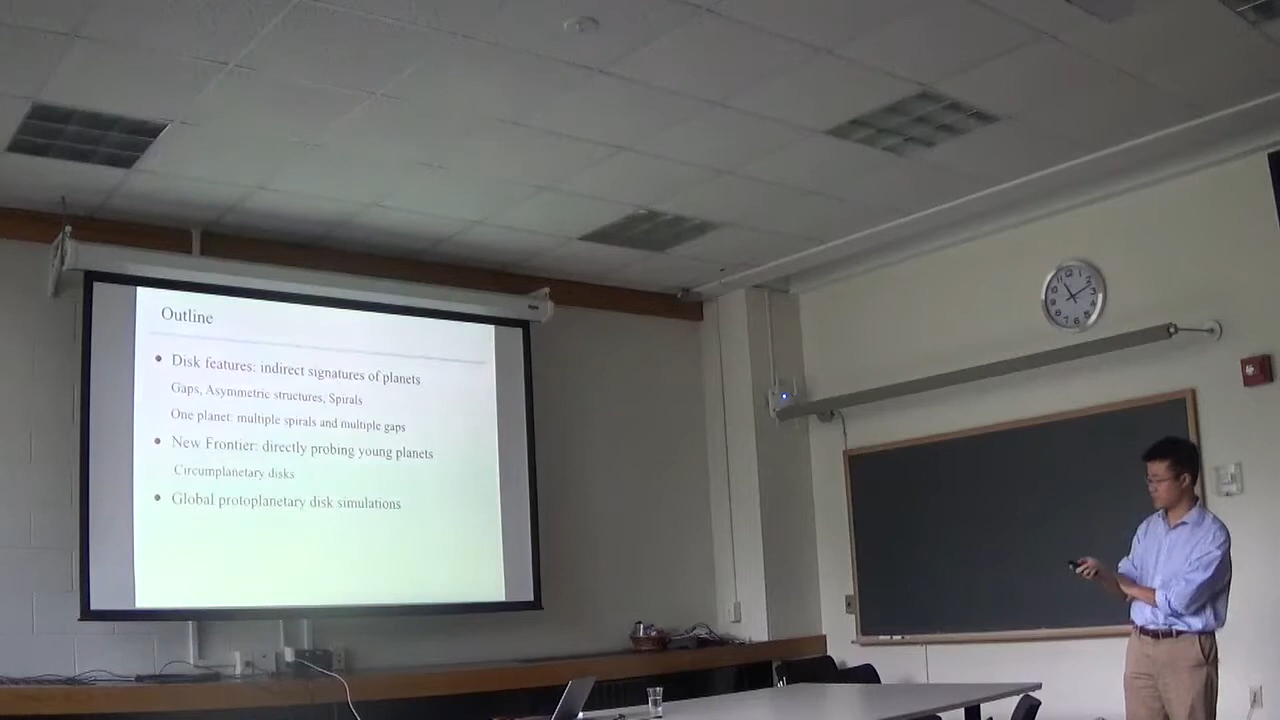 Outline
• Disk features: indirect signatures of planets
Gaps, Asymmetric structures, Spirals
One planet: multiple spirals and multiple gaps
• New Frontier: directly probing young planets
Circumplanetary disks
• Global protoplanetary disk simulations